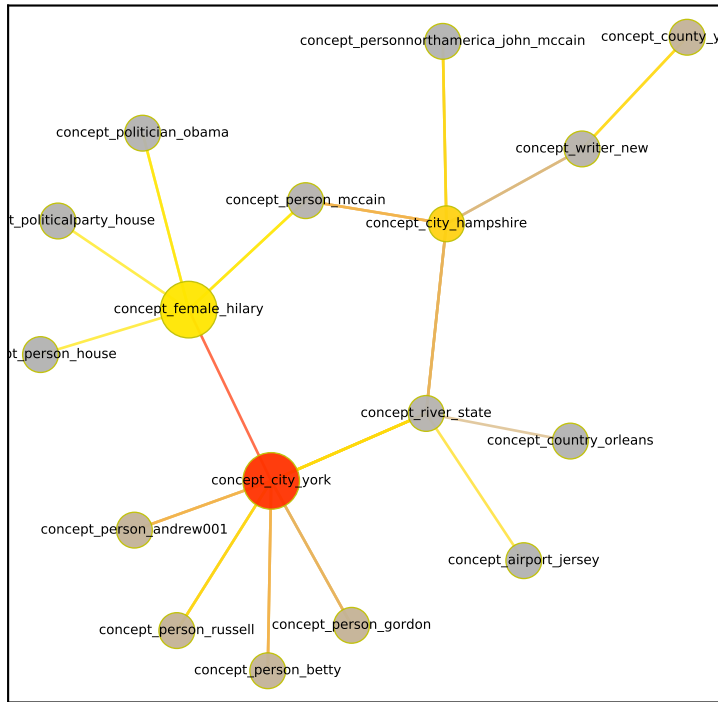 concept_county_y
concept_personnorthamerica_john_mccain
concept_politician_obama
concept_writer_new
concept_person_mccain
t_politicalparty_house
concept_city_hampshire
concept_female_hilary
pt_person_house
concept_river_state
concept_country_orleans
concept_city_york
concept_person_andrew001
concept_airport_jersey
concept_person_gordon
concept_person_russell
concept_person_betty